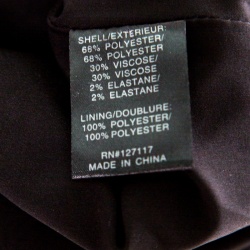 SHELL/EXTERIEUR:
66% POLYESTER/
68% POLYESTER
30% VISCOSE/
30% VISCOSE
2% ELASTANE/
2% ELASTANE
LINING/DOUBLURE:
100% POLYESTER/
100% POLYESTER
RN#127117
MADE IN CHINA